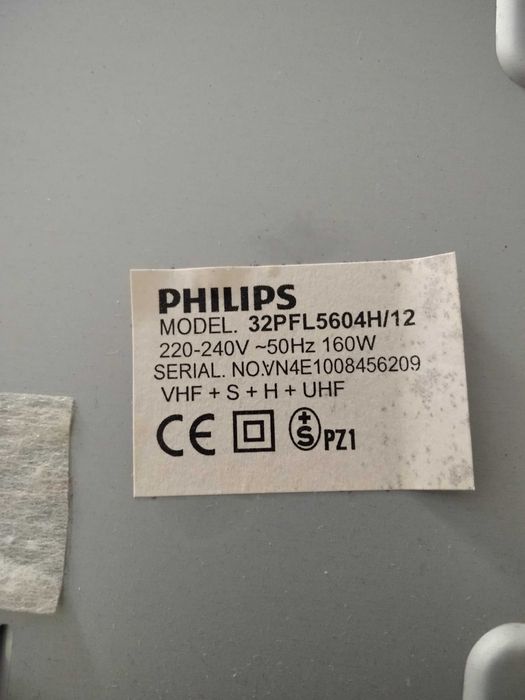 PHILIPS
MODEL. 32PFL5604H/12
220-240V ~50Hz 160W
SERIAL. NO.VN4E1008456209
VHF + S + H + UHF
CE +S PZ1